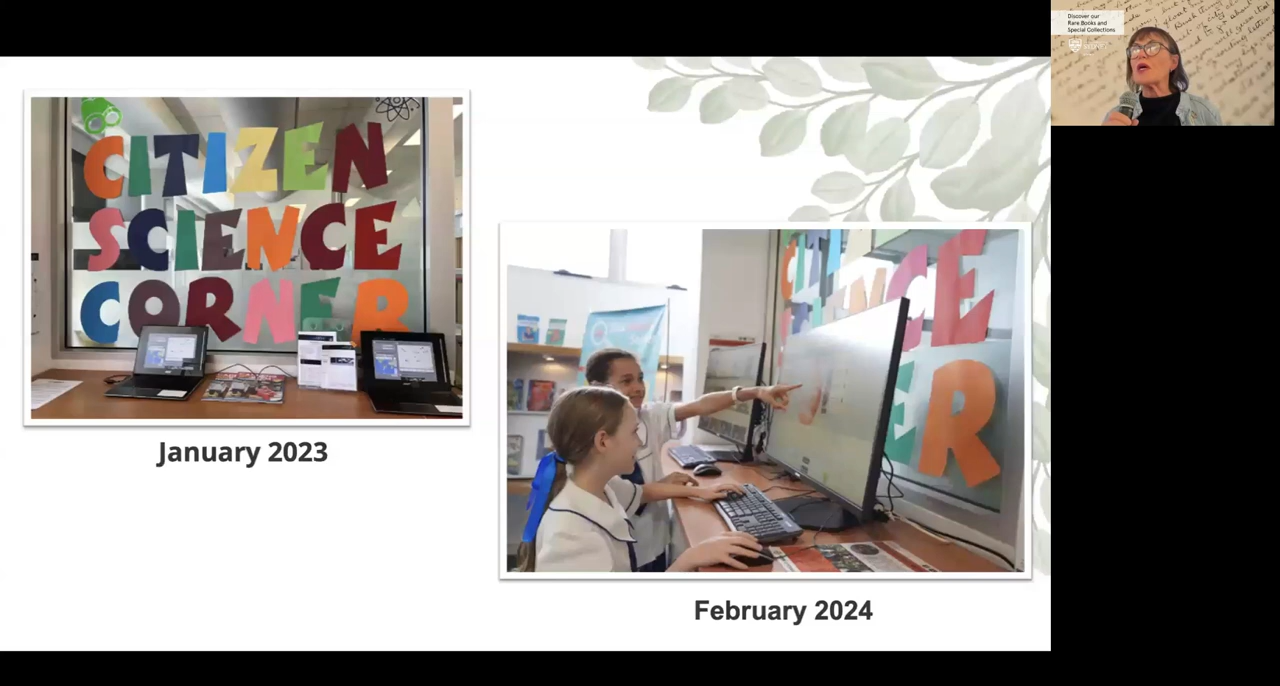 CITIZEN
SCIENCE
CORNER
January 2023
February 2024
Discover our
Rare Books and
Special Collections